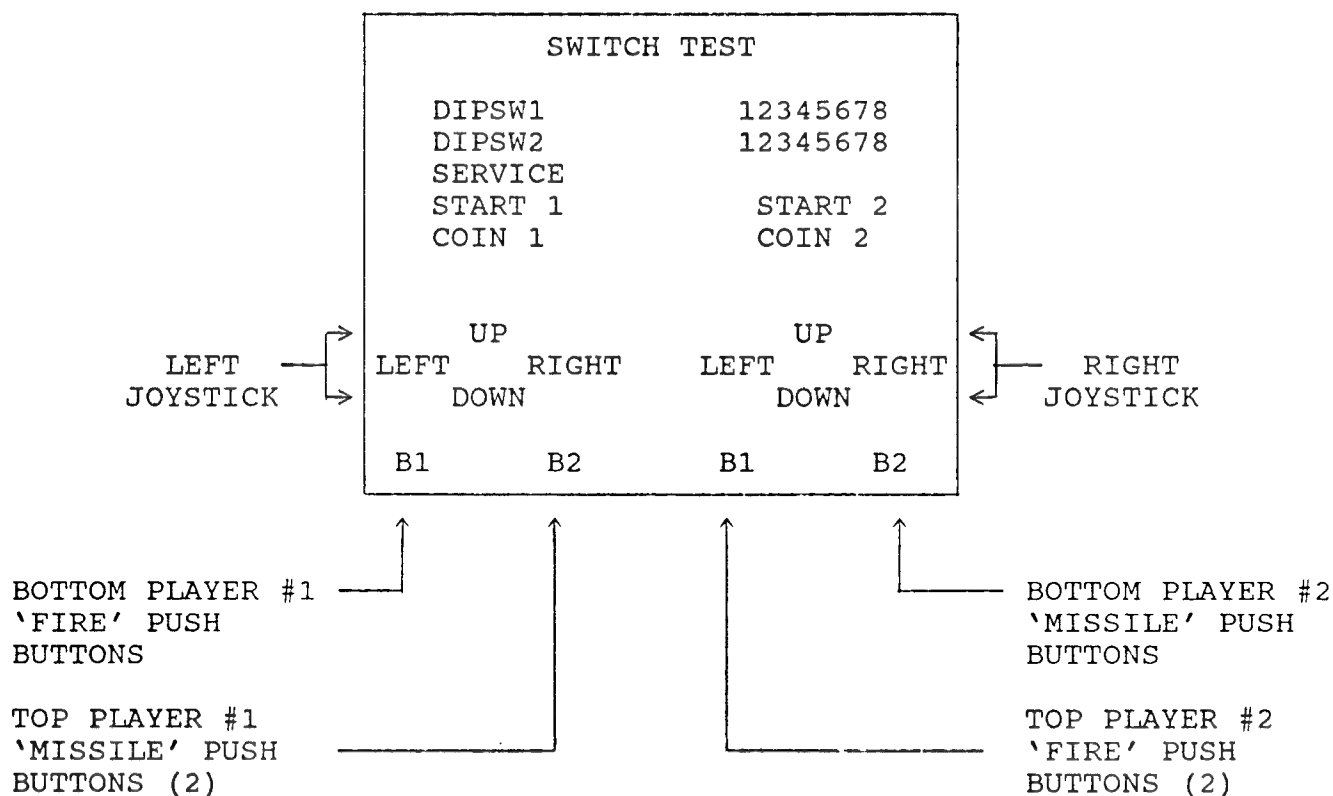 SWITCH TEST
DIPSW1 12345678
DIPSW2 12345678
SERVICE
START 1 START 2
COIN 1 COIN 2
UP UP
LEFT LEFT RIGHT LEFT RIGHT RIGHT
JOYSTICK DOWN DOWN JOYSTICK
B1 B2 B1 B2
BOTTOM PLAYER #1
‘FIRE’ PUSH
BUTTONS
BOTTOM PLAYER #2
‘MISSILE’ PUSH
BUTTONS
TOP PLAYER #1
‘MISSILE’ PUSH
BUTTONS (2)
TOP PLAYER #2
‘FIRE’ PUSH
BUTTONS (2)